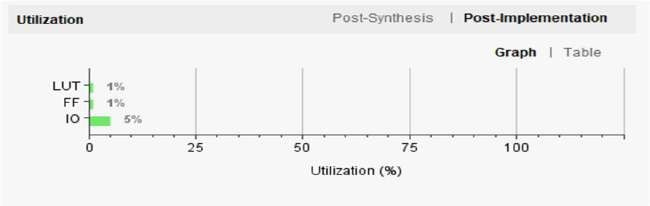 Utilization Post-Synthesis | Post-Implementation
Graph | Table
LUT 1%
FF 1%
IO 5%
0 25 50 75 100
Utilization (%)